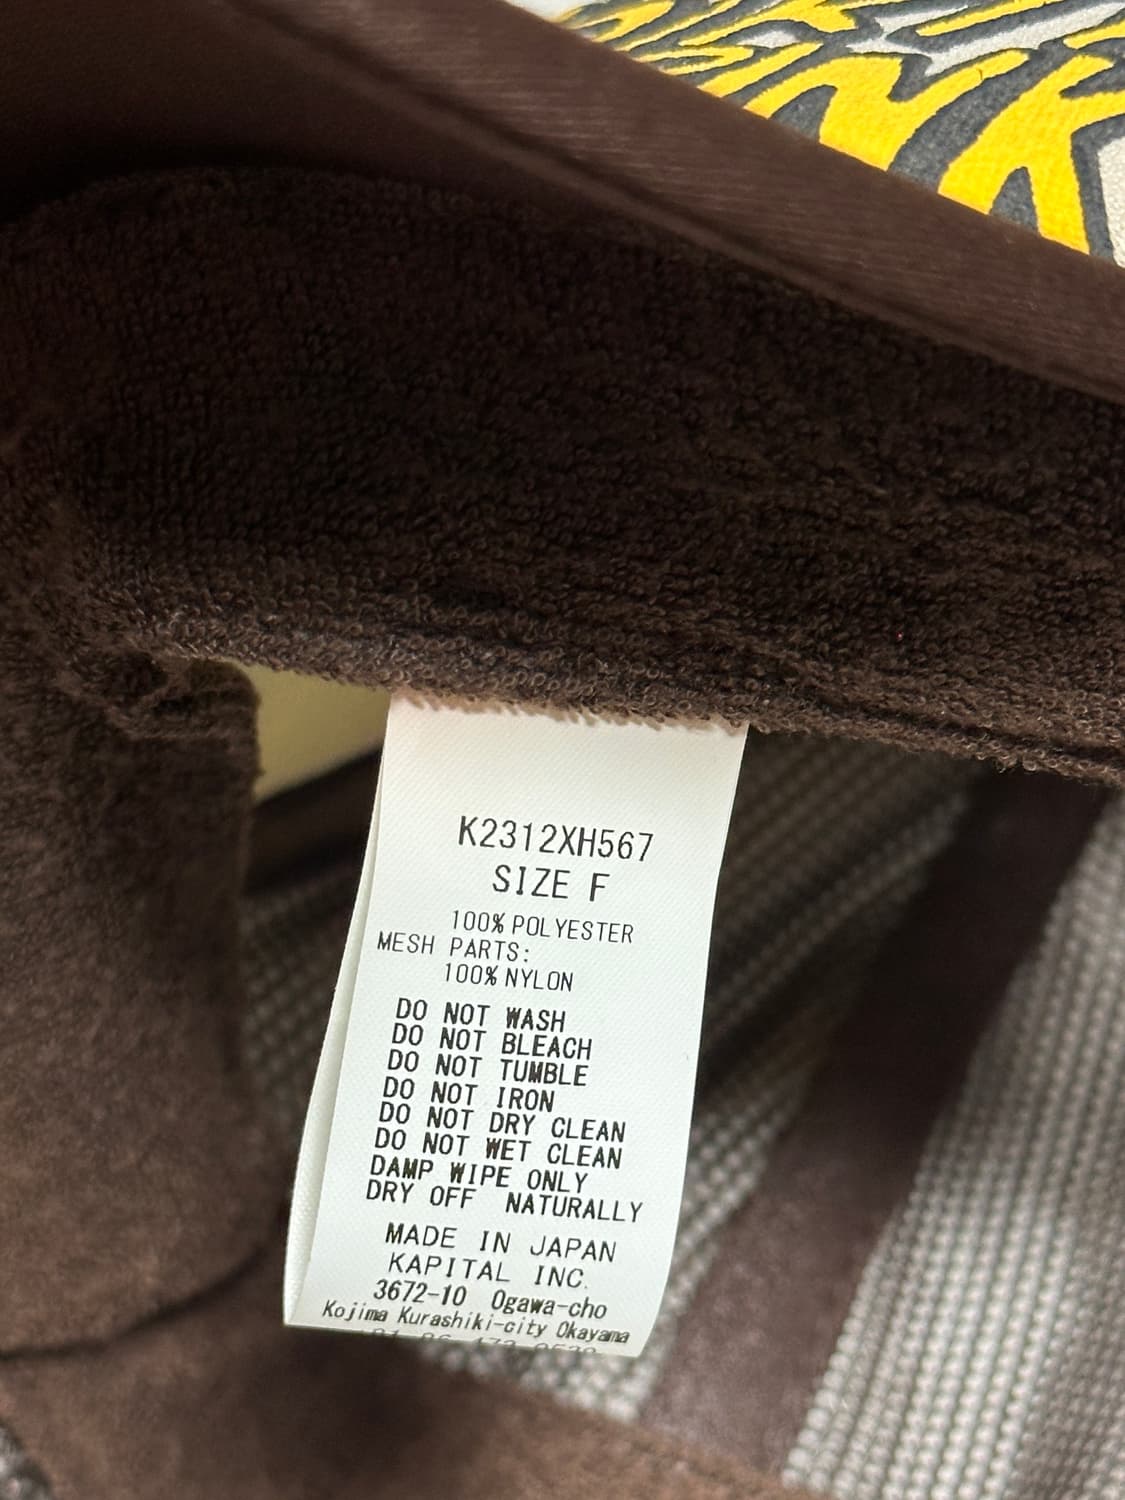 K2312XH567
SIZE F
100% POLYESTER
MESH PARTS:
100% NYLON
DO NOT WASH
DO NOT BLEACH
DO NOT TUMBLE
DO NOT IRON
DO NOT DRY CLEAN
DO NOT WET CLEAN
DAMP WIPE ONLY
DRY OFF NATURALLY
MADE IN JAPAN
KAPITAL INC.
3672-10 Ogawa-cho
Kojima Kurashiki-city Okayama